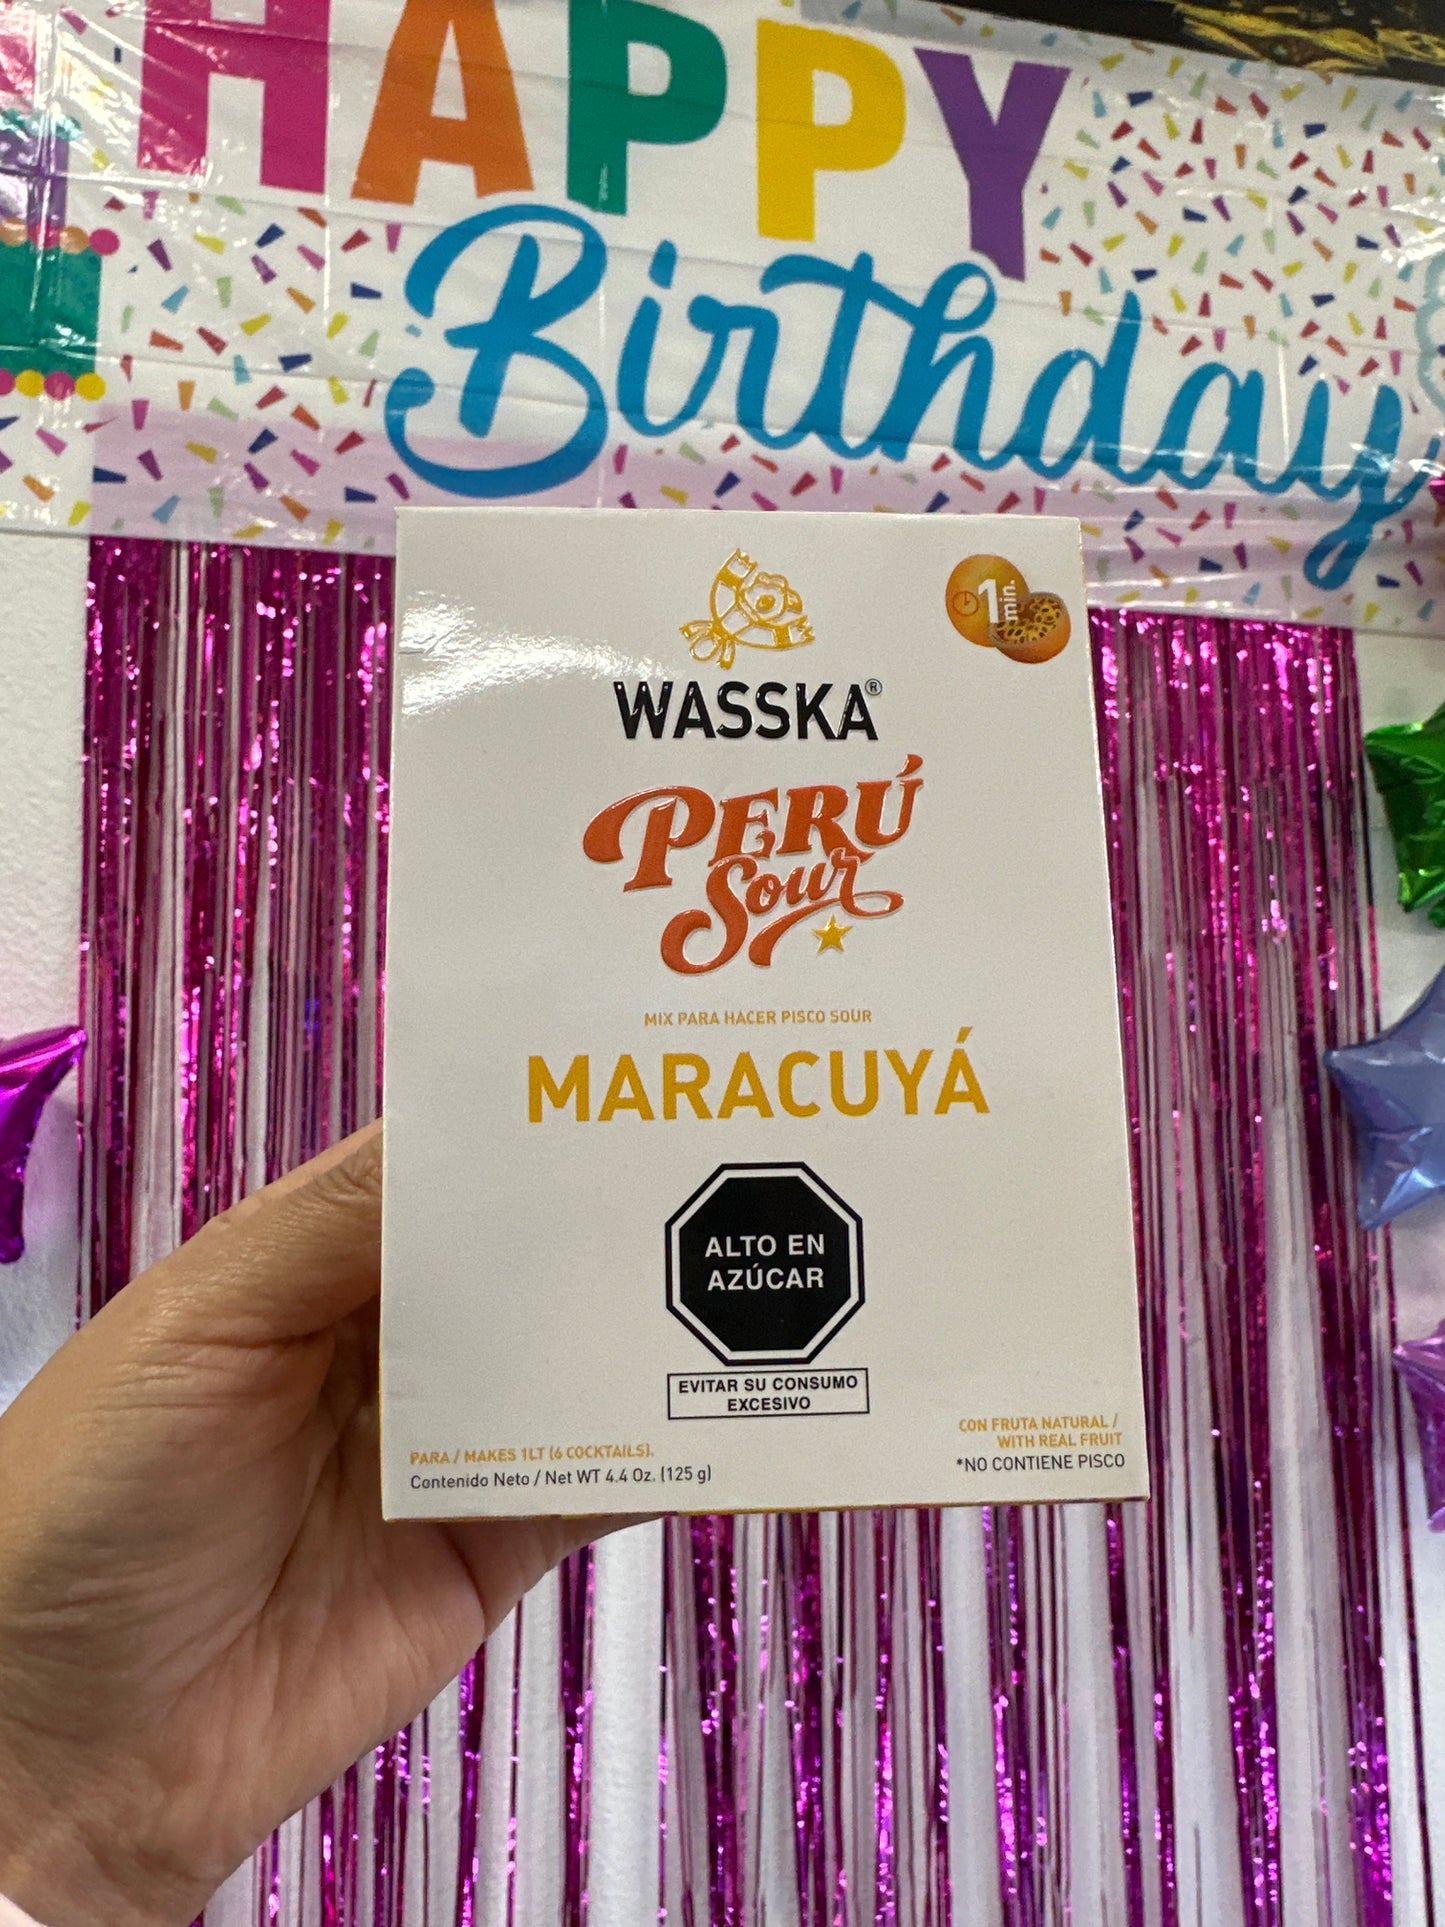 HAPPY
Birthday
1 min.
WASSKA®
PERÚ
Sour
MIX PARA HACER PISCO SOUR
MARACUYÁ
ALTO EN
AZÚCAR
EVITAR SU CONSUMO
EXCESIVO
PARA / MAKES 1LT (6 COCKTAILS).
Contenido Neto / Net WT 4.4 Oz. (125 g)
CON FRUTA NATURAL /
WITH REAL FRUIT
*NO CONTIENE PISCO